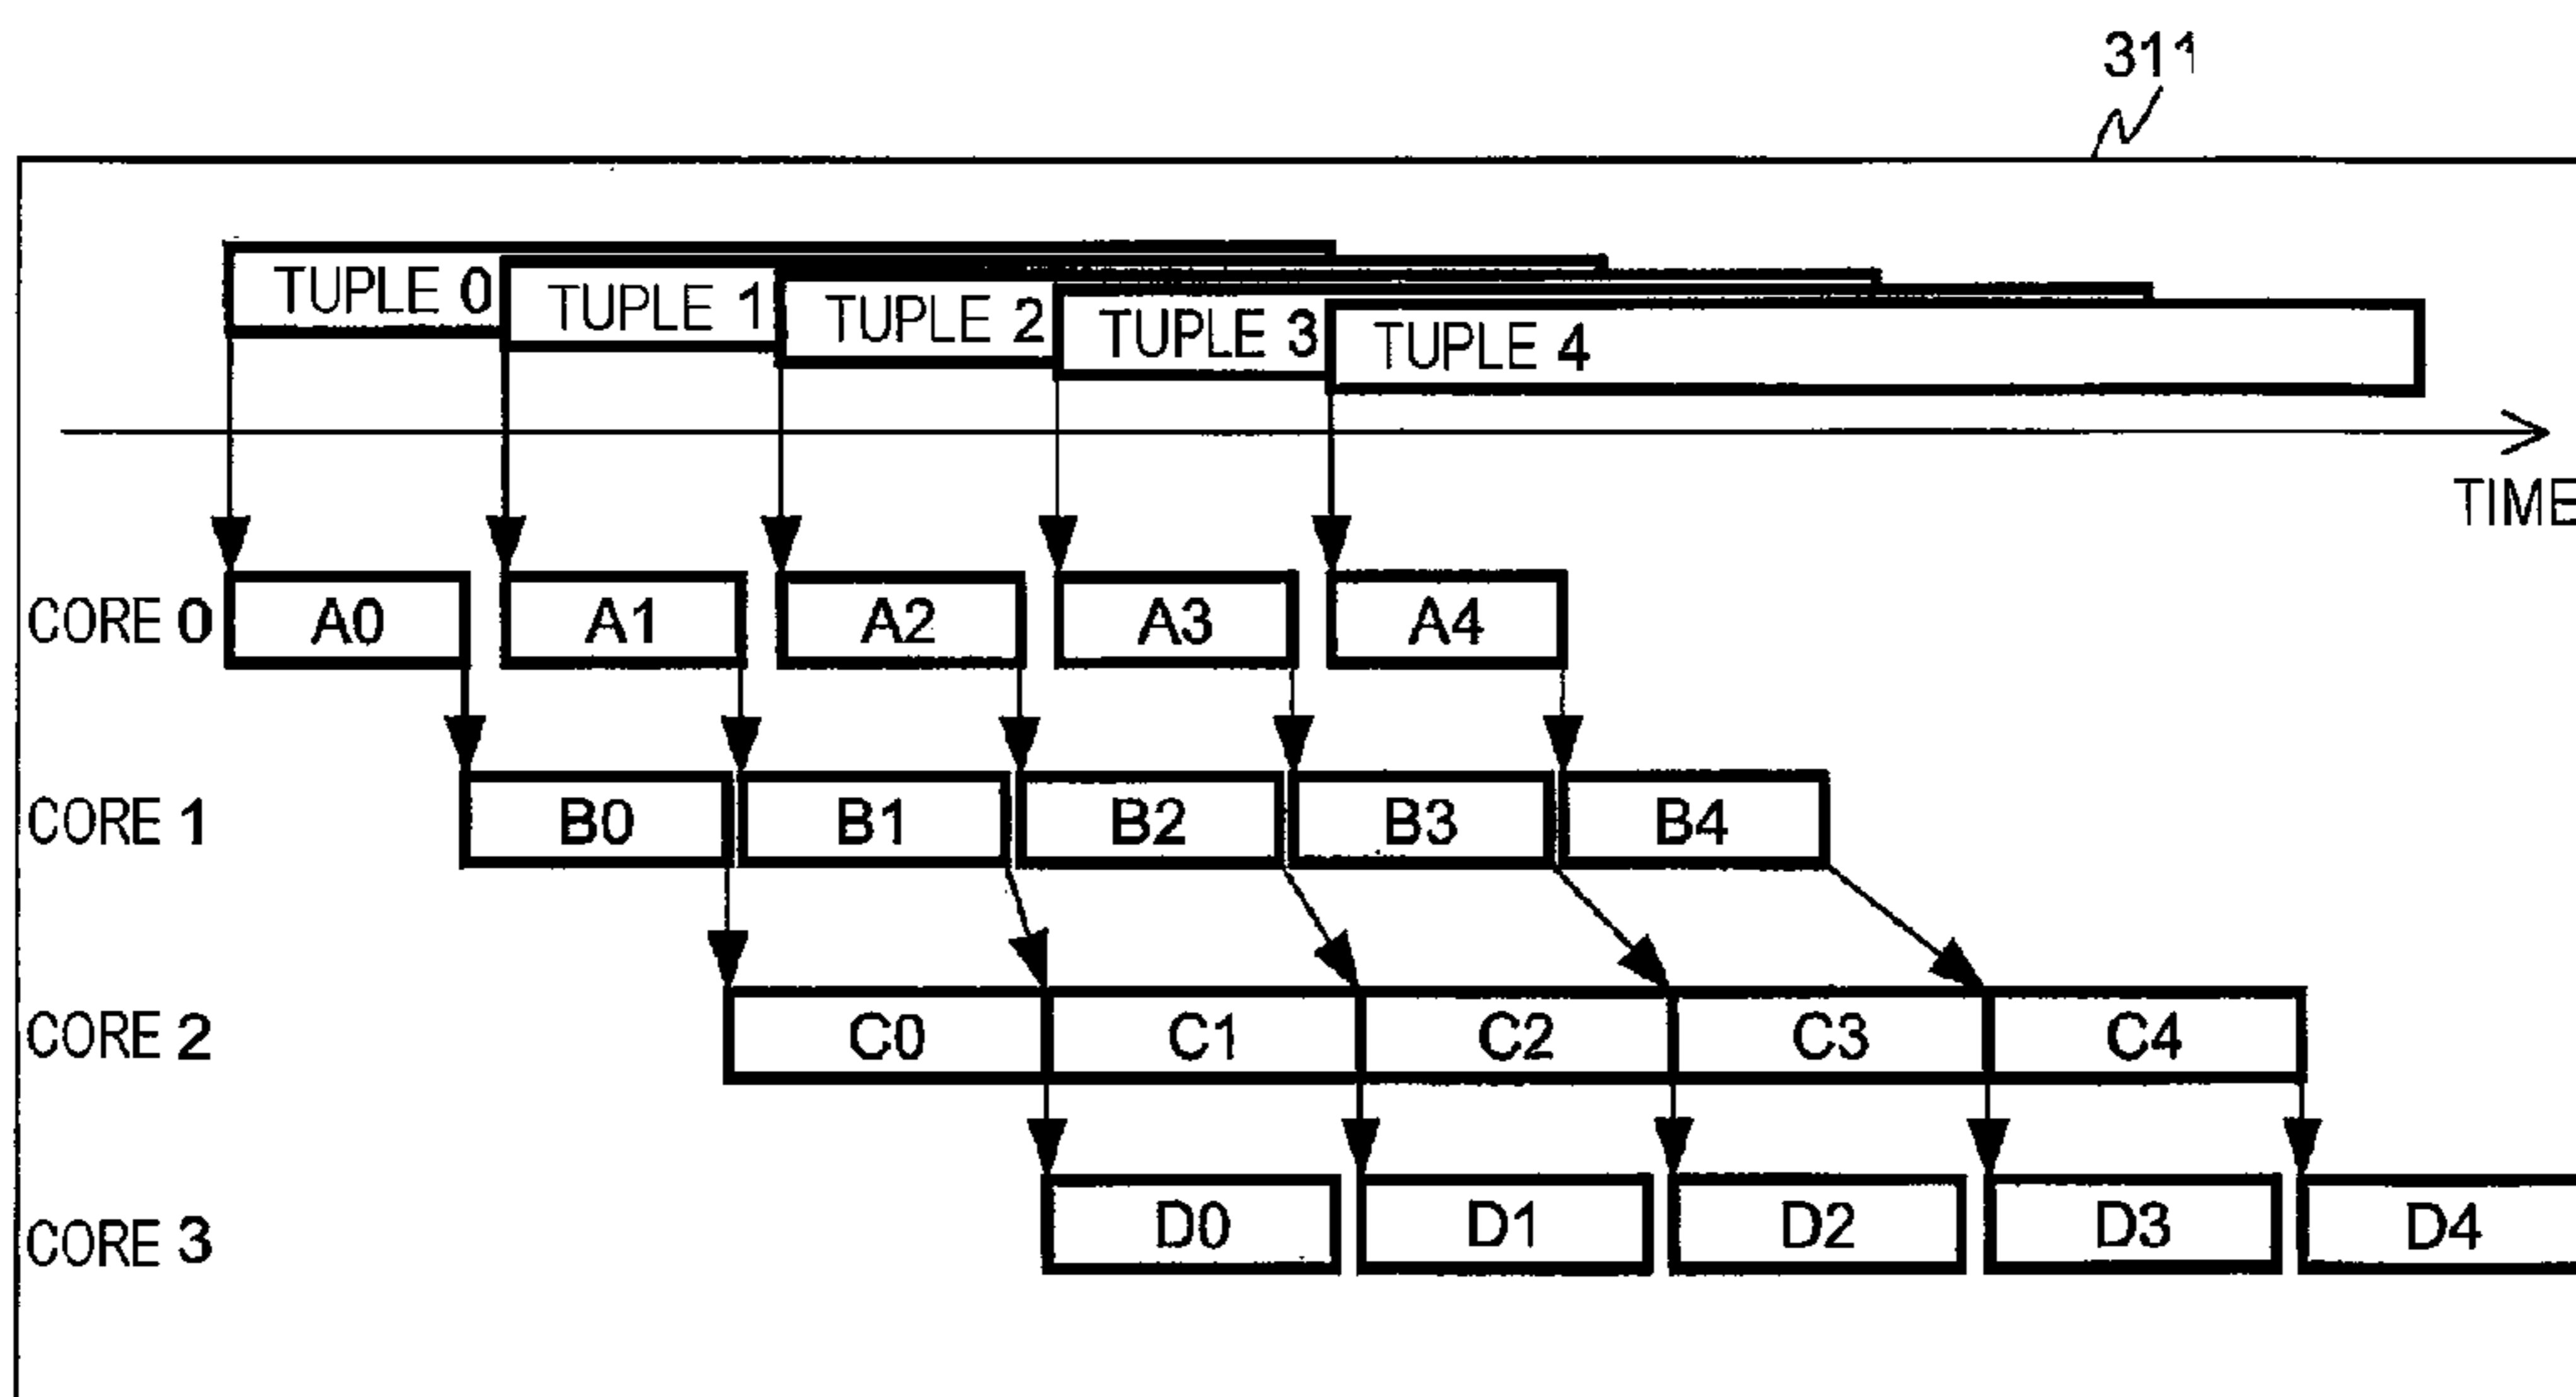 311
TUPLE 0 TUPLE 1 TUPLE 2 TUPLE 3 TUPLE 4
TIME
CORE 0 A0 A1 A2 A3 A4
CORE 1 B0 B1 B2 B3 B4
CORE 2 C0 C1 C2 C3 C4
CORE 3 D0 D1 D2 D3 D4